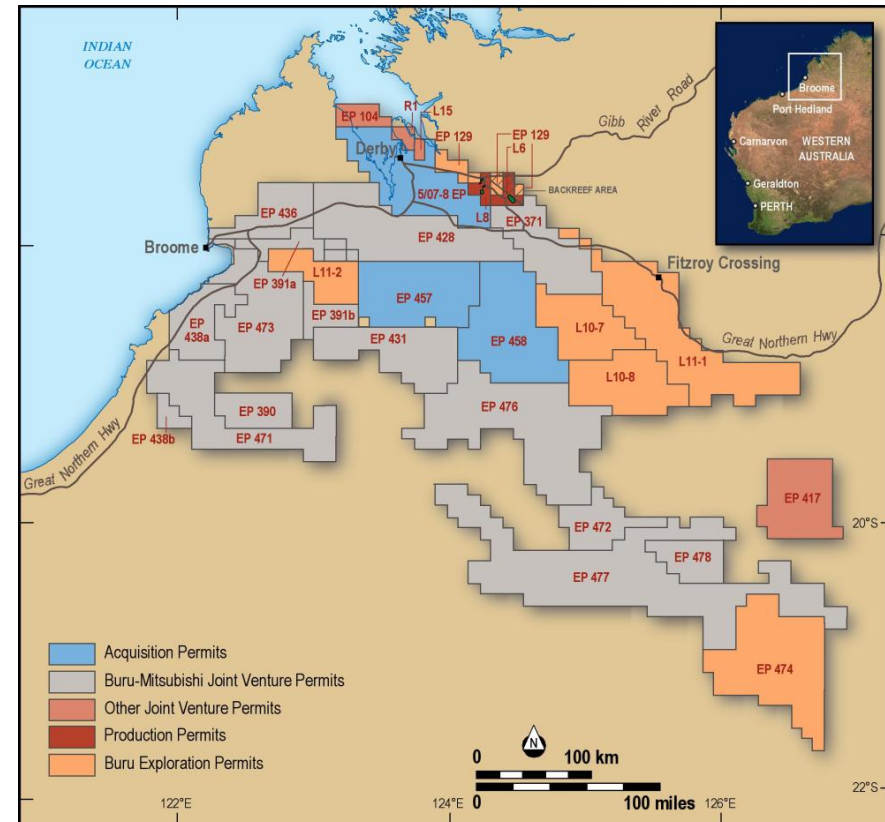 INDIAN
OCEAN
Broome
Port Hedland
Carnarvon
WESTERN
AUSTRALIA
Geraldton
PERTH
Gibb River Road
R1
L15
EP 104
EP 129
EP 129
L6
Derby
BACKREEF AREA
5/07-8 EP
L8
EP 371
EP 436
EP 428
Broome
Fitzroy Crossing
EP 391a
L11-2
EP 457
EP 391b
EP 438a
EP 473
EP 431
EP 458
L10-7
Great Northern Hwy
L10-8
L11-1
EP 390
EP 476
EP 438b
EP 471
Great Northern Hwy
EP 417
20°S
EP 472
EP 478
EP 477
EP 474
Acquisition Permits
Buru-Mitsubishi Joint Venture Permits
Other Joint Venture Permits
Production Permits
Buru Exploration Permits
N
0 100 km
0 100 miles
122°E
124°E
126°E
22°S